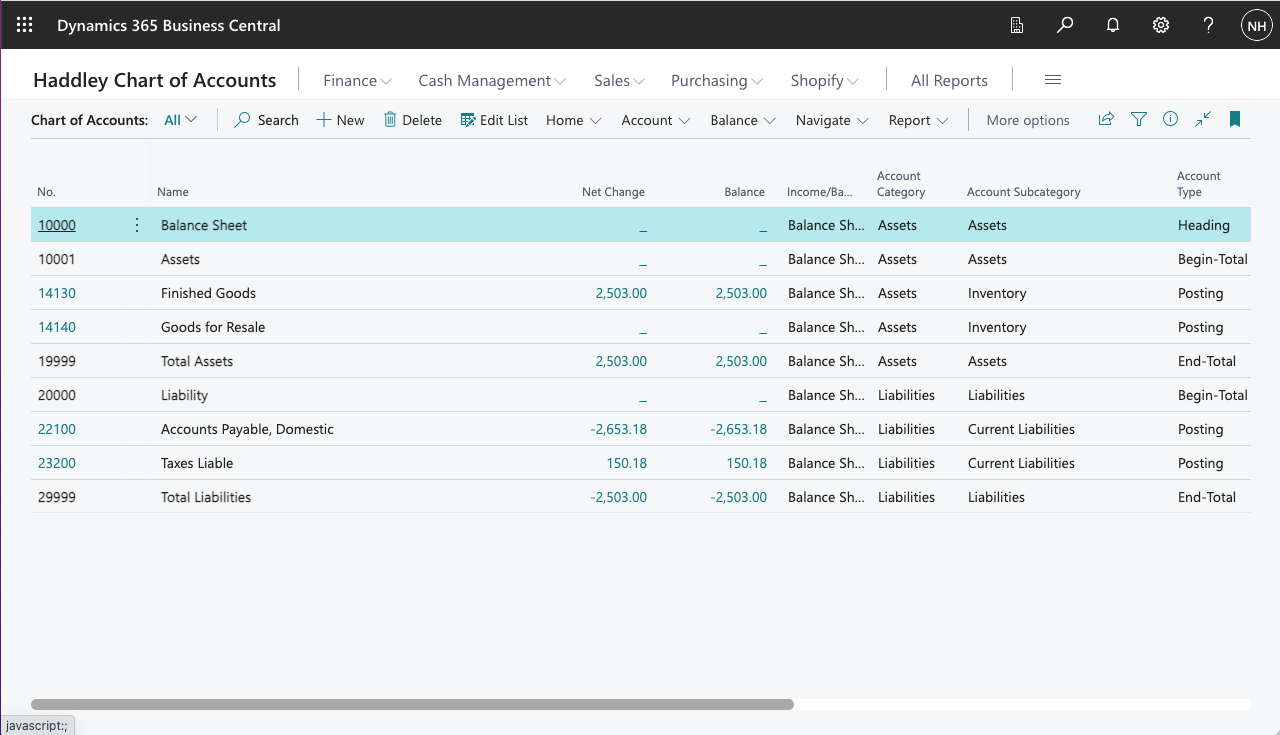 Dynamics 365 Business Central NH
Haddley Chart of Accounts Finance Cash Management Sales Purchasing Shopify All Reports
Chart of Accounts: All Search New Delete Edit List Home Account Balance Navigate Report More options
No. Name Net Change Balance Income/Ba... Account Category Account Subcategory Account Type
10000 Balance Sheet _ _ Balance Sh... Assets Assets Heading
10001 Assets _ _ Balance Sh... Assets Assets Begin-Total
14130 Finished Goods 2,503.00 2,503.00 Balance Sh... Assets Inventory Posting
14140 Goods for Resale _ _ Balance Sh... Assets Inventory Posting
19999 Total Assets 2,503.00 2,503.00 Balance Sh... Assets Assets End-Total
20000 Liability _ _ Balance Sh... Liabilities Liabilities Begin-Total
22100 Accounts Payable, Domestic -2,653.18 -2,653.18 Balance Sh... Liabilities Current Liabilities Posting
23200 Taxes Liable 150.18 150.18 Balance Sh... Liabilities Current Liabilities Posting
29999 Total Liabilities -2,503.00 -2,503.00 Balance Sh... Liabilities Liabilities End-Total
javascript:;